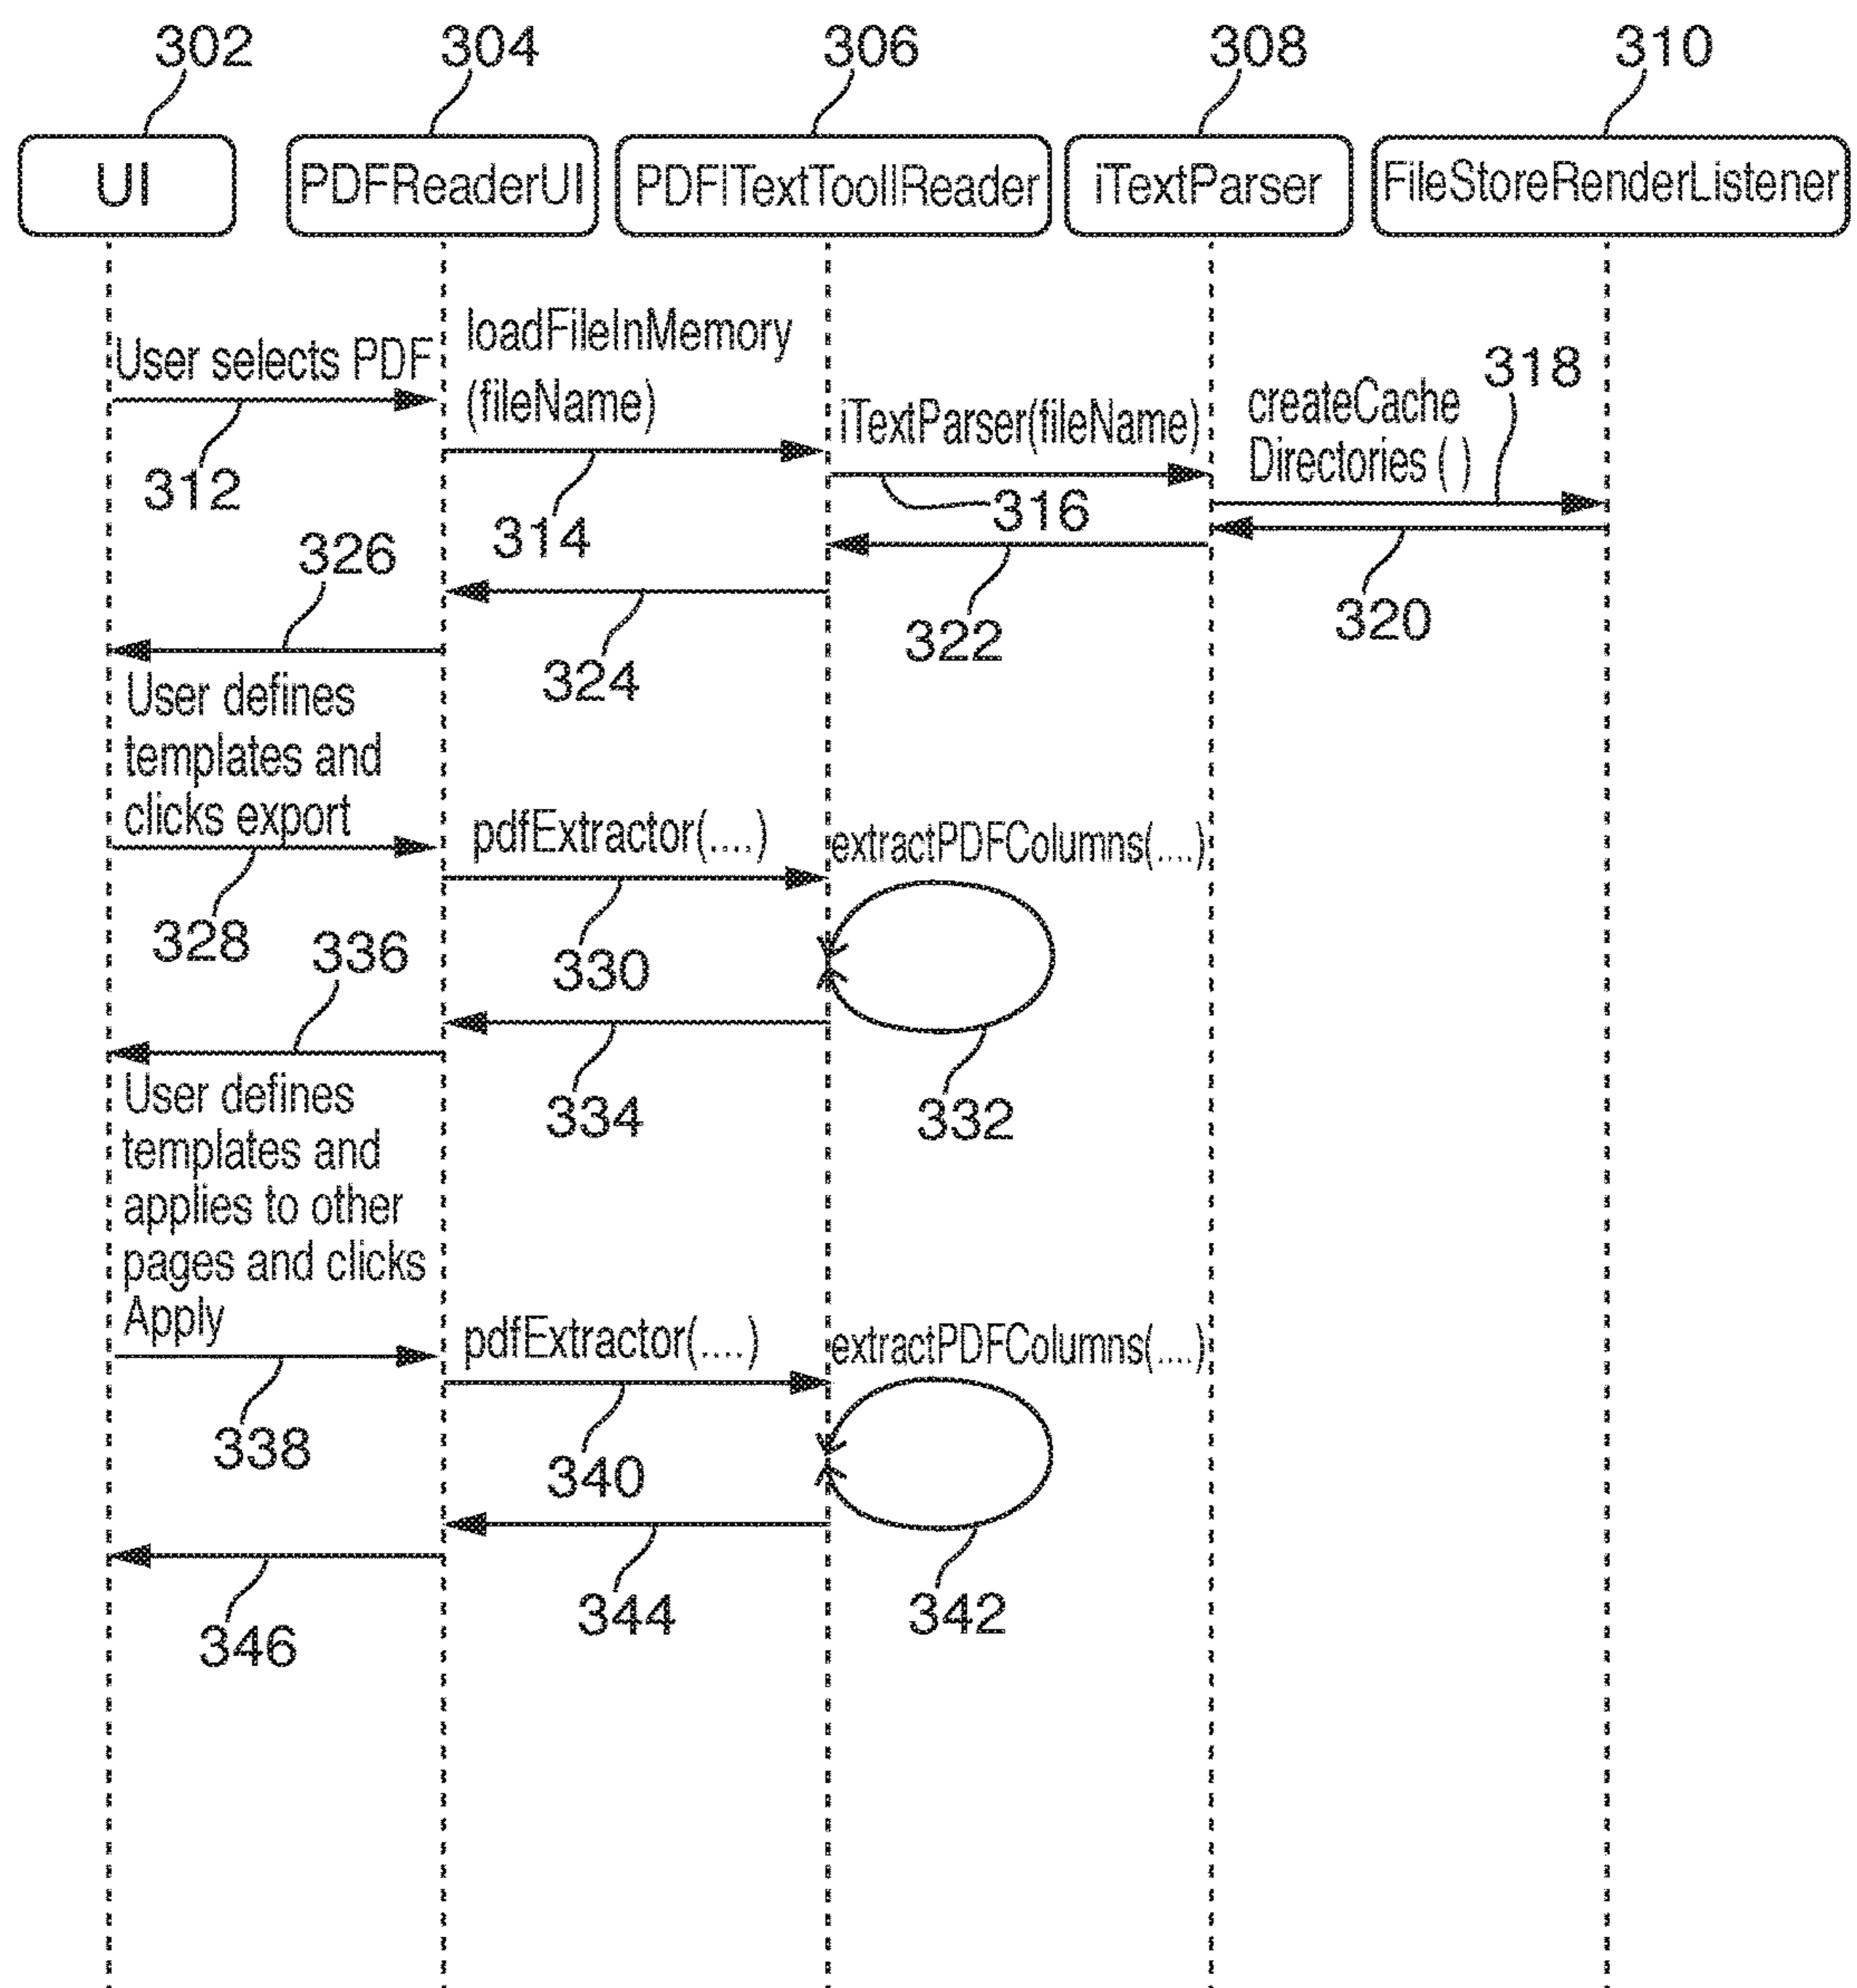 302
304
306
308
310
UI
PDFReaderUI
PDFITextToolIReader
iTextParser
FileStoreRenderListener
User selects PDF
loadFileInMemory
(fileName)
iTextParser(fileName)
createCache
Directories ( )
318
312
314
316
320
322
324
326
User defines
templates and
clicks export
pdfExtractor(....)
extractPDFColumns(....)
328
330
332
334
336
User defines
templates and
applies to other
pages and clicks
Apply
pdfExtractor(....)
extractPDFColumns(....)
338
340
342
344
346